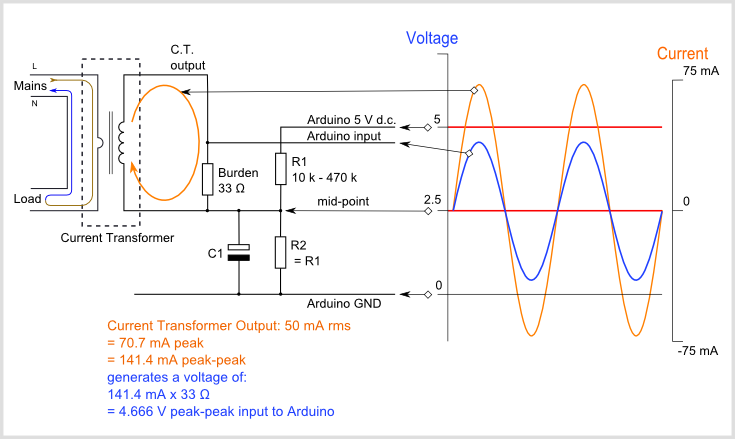 Voltage
Current
C.T.
output
L
Mains
N
75 mA
Arduino 5 V d.c.
5
Arduino input
Burden
33 Ω
R1
10 k - 470 k
Load
mid-point
2.5
0
Current Transformer
C1
R2
= R1
0
Arduino GND
-75 mA
Current Transformer Output: 50 mA rms
= 70.7 mA peak
= 141.4 mA peak-peak
generates a voltage of:
141.4 mA x 33 Ω
= 4.666 V peak-peak input to Arduino